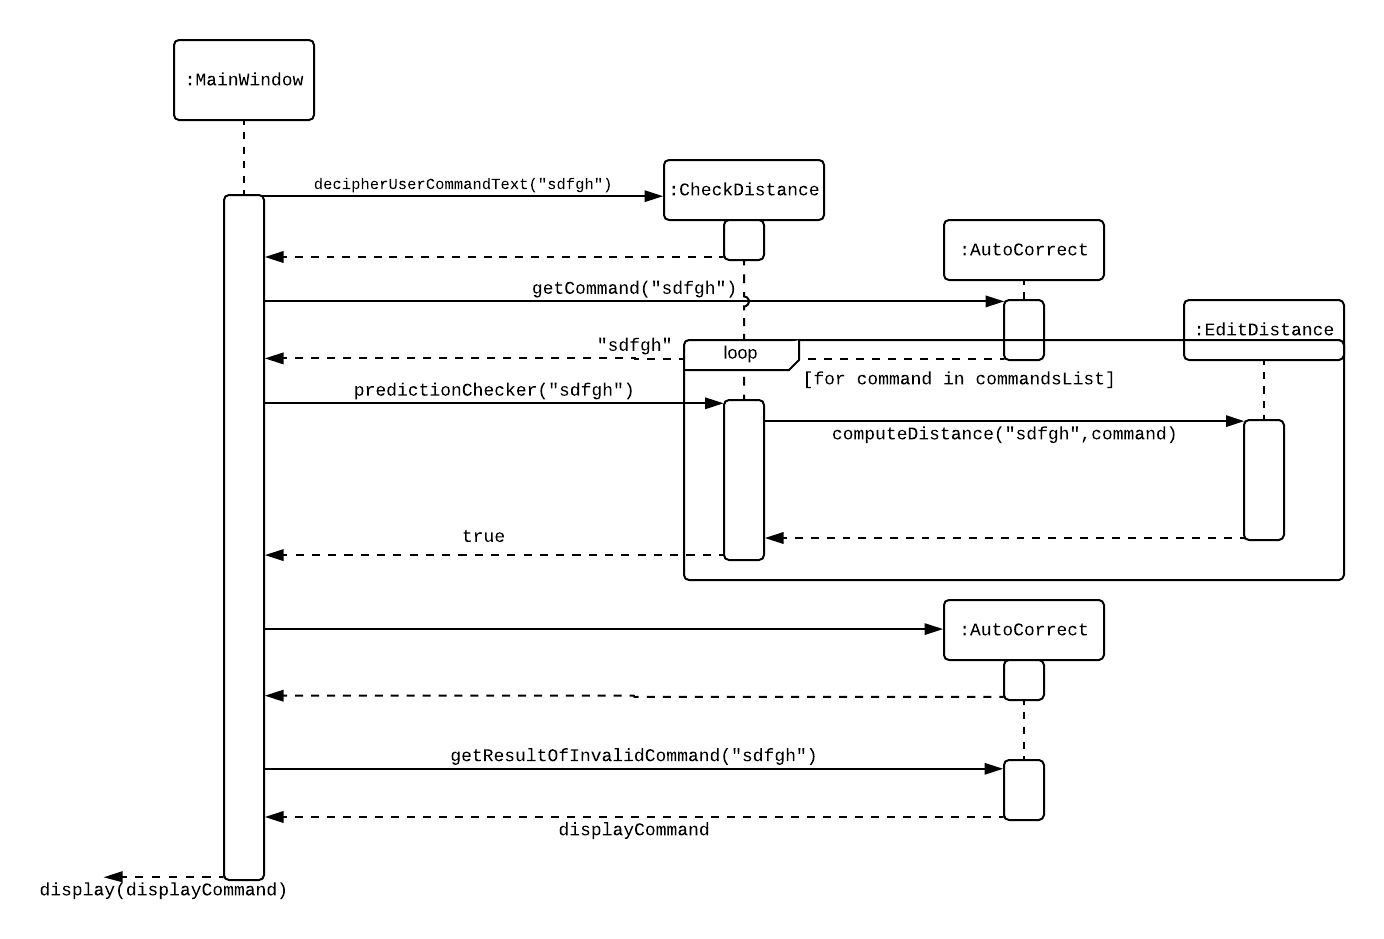 :MainWindow
decipherUserCommandText("sdfgh")
:CheckDistance
:AutoCorrect
getCommand("sdfgh")
:EditDistance
"sdfgh"
loop
[for command in commandsList]
predictionChecker("sdfgh")
computeDistance("sdfgh",command)
true
:AutoCorrect
getResultOfInvalidCommand("sdfgh")
displayCommand
display(displayCommand)